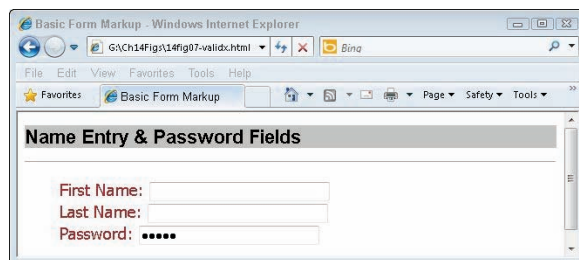 Basic Form Markup - Windows Internet Explorer
G:\Ch14Figs\14fig07-validx.html
Bing
File Edit View Favorites Tools Help
Favorites Basic Form Markup Page Safety Tools
Name Entry & Password Fields
First Name:
Last Name:
Password: •••••